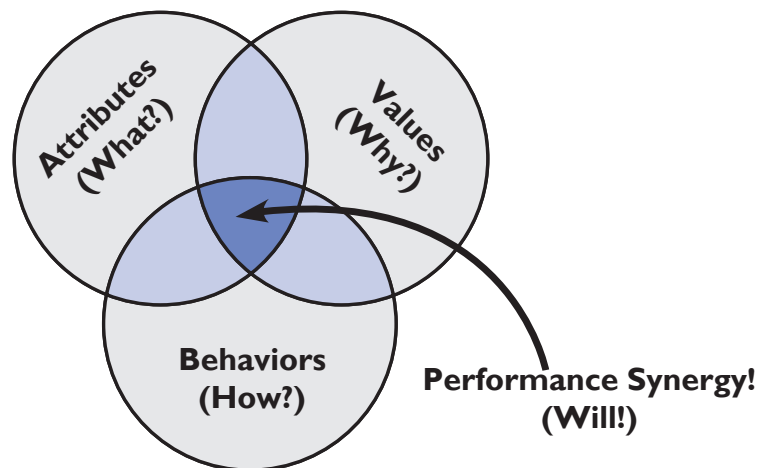 Attributes
(What?)
Values
(Why?)
Behaviors
(How?)
Performance Synergy!
(Will!)